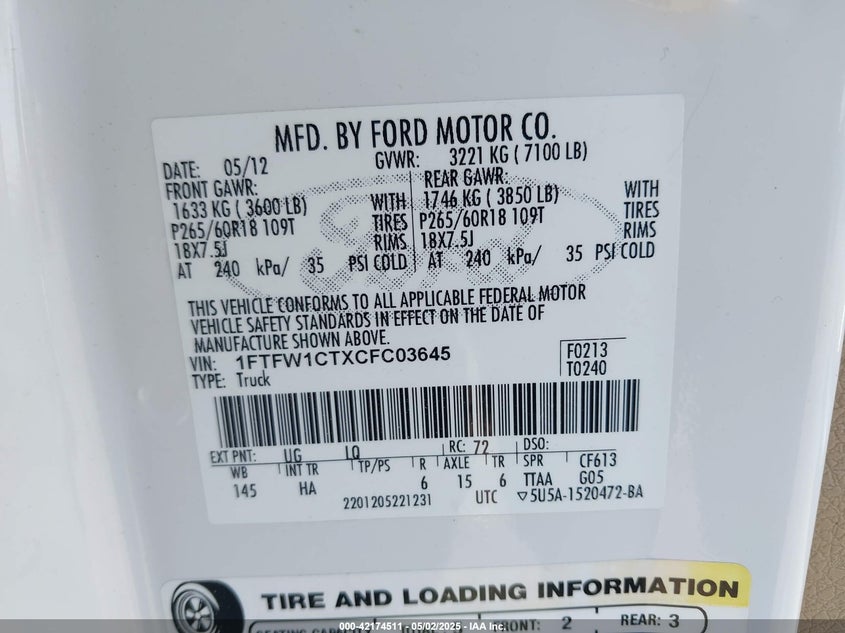 MFD. BY FORD MOTOR CO.
DATE: 05/12 GVWR: 3221 KG ( 7100 LB)
FRONT GAWR: REAR GAWR:
1633 KG ( 3600 LB) WITH 1746 KG ( 3850 LB) WITH
P265/60R18 109T TIRES P265/60R18 109T TIRES
18X7.5J RIMS 18X7.5J RIMS
AT 240 kPa/ 35 PSI COLD AT 240 kPa/ 35 PSI COLD
THIS VEHICLE CONFORMS TO ALL APPLICABLE FEDERAL MOTOR
VEHICLE SAFETY STANDARDS IN EFFECT ON THE DATE OF
MANUFACTURE SHOWN ABOVE.
VIN: 1FTFW1CTXCFC03645 F0213
TYPE: Truck T0240
EXT PNT: UG LQ RC: 72 DSO:
WB INT TR TP/PS R AXLE TR SPR CF613
145 HA 6 15 6 TTAA G05
2201205221231 UTC ▽5U5A-1520472-BA
TIRE AND LOADING INFORMATION
FRONT: 2 REAR: 3
000-42174511 - 05/02/2025 - IAA Inc.